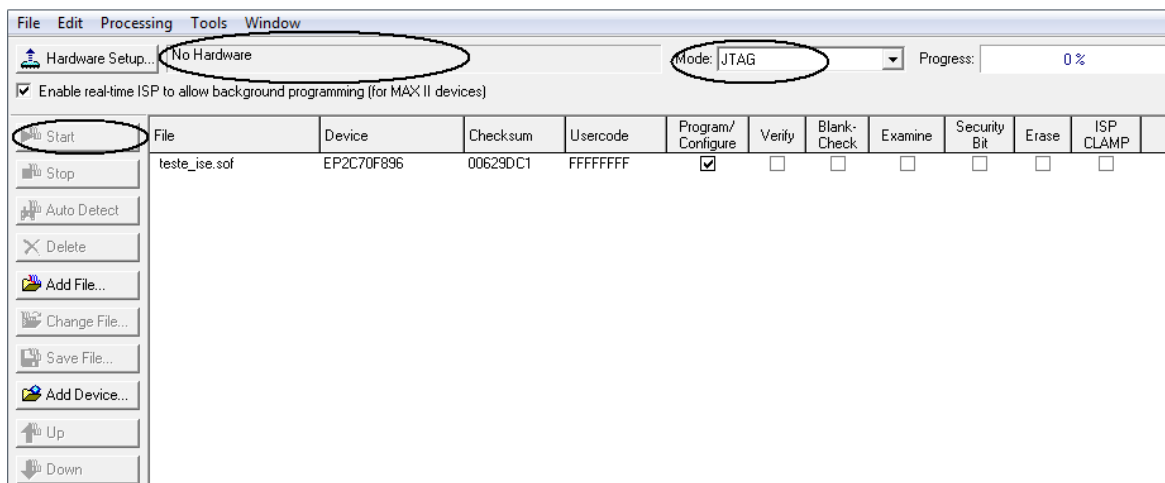 File Edit Processing Tools Window
Hardware Setup... No Hardware Mode: JTAG Progress: 0 %
Enable real-time ISP to allow background programming (for MAX II devices)
Start
Stop
Auto Detect
Delete
Add File...
Change File...
Save File...
Add Device...
Up
Down
File Device Checksum Usercode Program/ Configure Verify Blank- Check Examine Security Bit Erase ISP CLAMP
teste_ise.sof EP2C70F896 00629DC1 FFFFFFFF